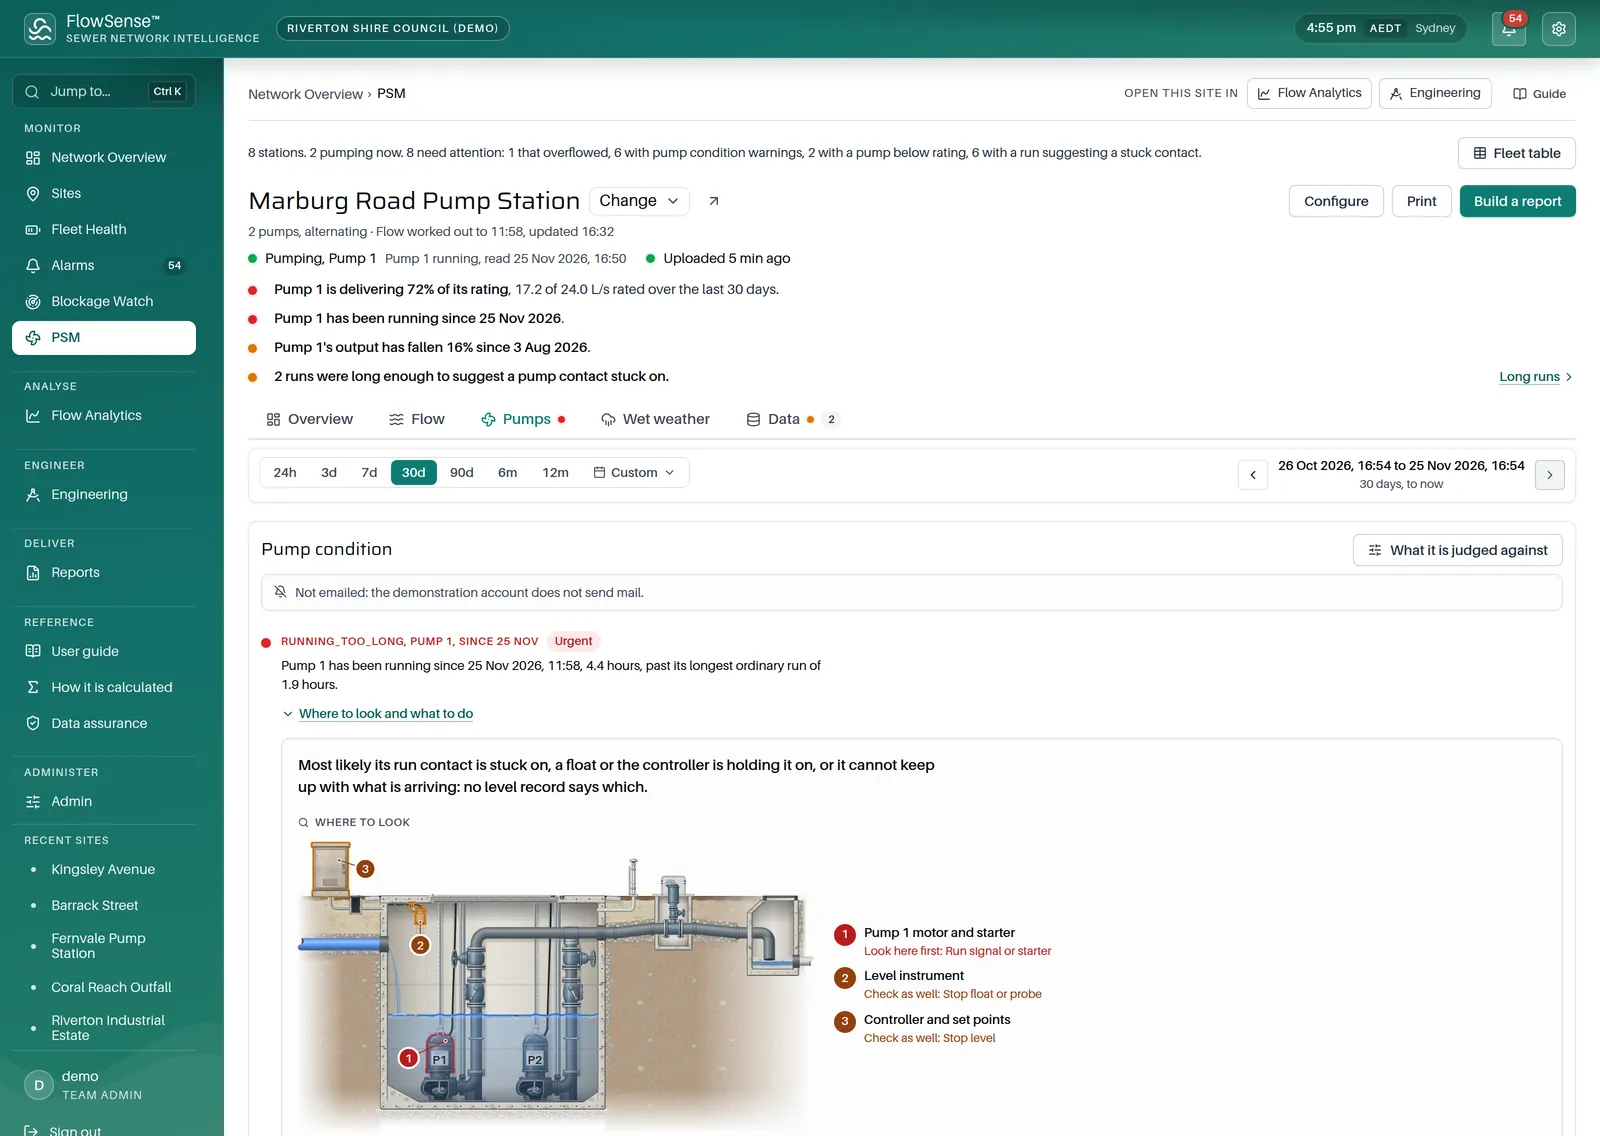 FlowSense™
SEWER NETWORK INTELLIGENCE
RIVERTON SHIRE COUNCIL (DEMO)
4:55 pm AEDT Sydney
54
Jump to... Ctrl K
MONITOR
Network Overview
Sites
Fleet Health
Alarms 54
Blockage Watch
PSM
ANALYSE
Flow Analytics
ENGINEER
Engineering
DELIVER
Reports
REFERENCE
User guide
How it is calculated
Data assurance
ADMINISTER
Admin
RECENT SITES
Kingsley Avenue
Barrack Street
Fernvale Pump
Station
Coral Reach Outfall
Riverton Industrial
Estate
D
demo
TEAM ADMIN
Sign out
Network Overview › PSM
OPEN THIS SITE IN Flow Analytics Engineering Guide
8 stations. 2 pumping now. 8 need attention: 1 that overflowed, 6 with pump condition warnings, 2 with a pump below rating, 6 with a run suggesting a stuck contact.
Fleet table
Marburg Road Pump Station Change
Configure Print Build a report
2 pumps, alternating · Flow worked out to 11:58, updated 16:32
Pumping, Pump 1 Pump 1 running, read 25 Nov 2026, 16:50 Uploaded 5 min ago
Pump 1 is delivering 72% of its rating, 17.2 of 24.0 L/s rated over the last 30 days.
Pump 1 has been running since 25 Nov 2026.
Pump 1's output has fallen 16% since 3 Aug 2026.
2 runs were long enough to suggest a pump contact stuck on.
Long runs
Overview Flow Pumps Wet weather Data 2
24h 3d 7d 30d 90d 6m 12m Custom
26 Oct 2026, 16:54 to 25 Nov 2026, 16:54
30 days, to now
Pump condition
What it is judged against
Not emailed: the demonstration account does not send mail.
RUNNING_TOO_LONG, PUMP 1, SINCE 25 NOV Urgent
Pump 1 has been running since 25 Nov 2026, 11:58, 4.4 hours, past its longest ordinary run of
1.9 hours.
Where to look and what to do
Most likely its run contact is stuck on, a float or the controller is holding it on, or it cannot keep
up with what is arriving: no level record says which.
WHERE TO LOOK
3
2
1
P1
P2
1 Pump 1 motor and starter
Look here first: Run signal or starter
2 Level instrument
Check as well: Stop float or probe
3 Controller and set points
Check as well: Stop level